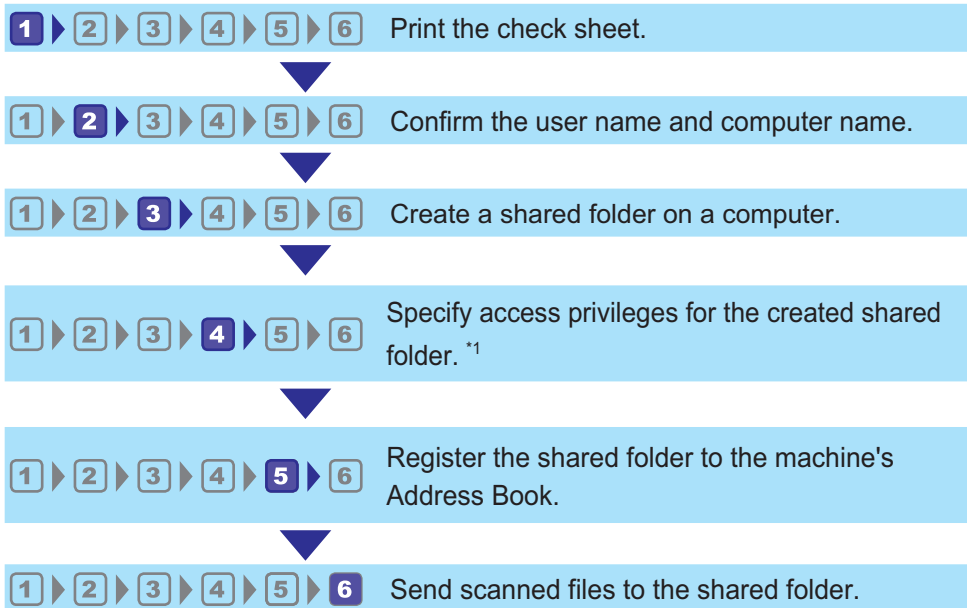 1 2 3 4 5 6 Print the check sheet.
1 2 3 4 5 6 Confirm the user name and computer name.
1 2 3 4 5 6 Create a shared folder on a computer.
1 2 3 4 5 6 Specify access privileges for the created shared
folder. *1
1 2 3 4 5 6 Register the shared folder to the machine's
Address Book.
1 2 3 4 5 6 Send scanned files to the shared folder.